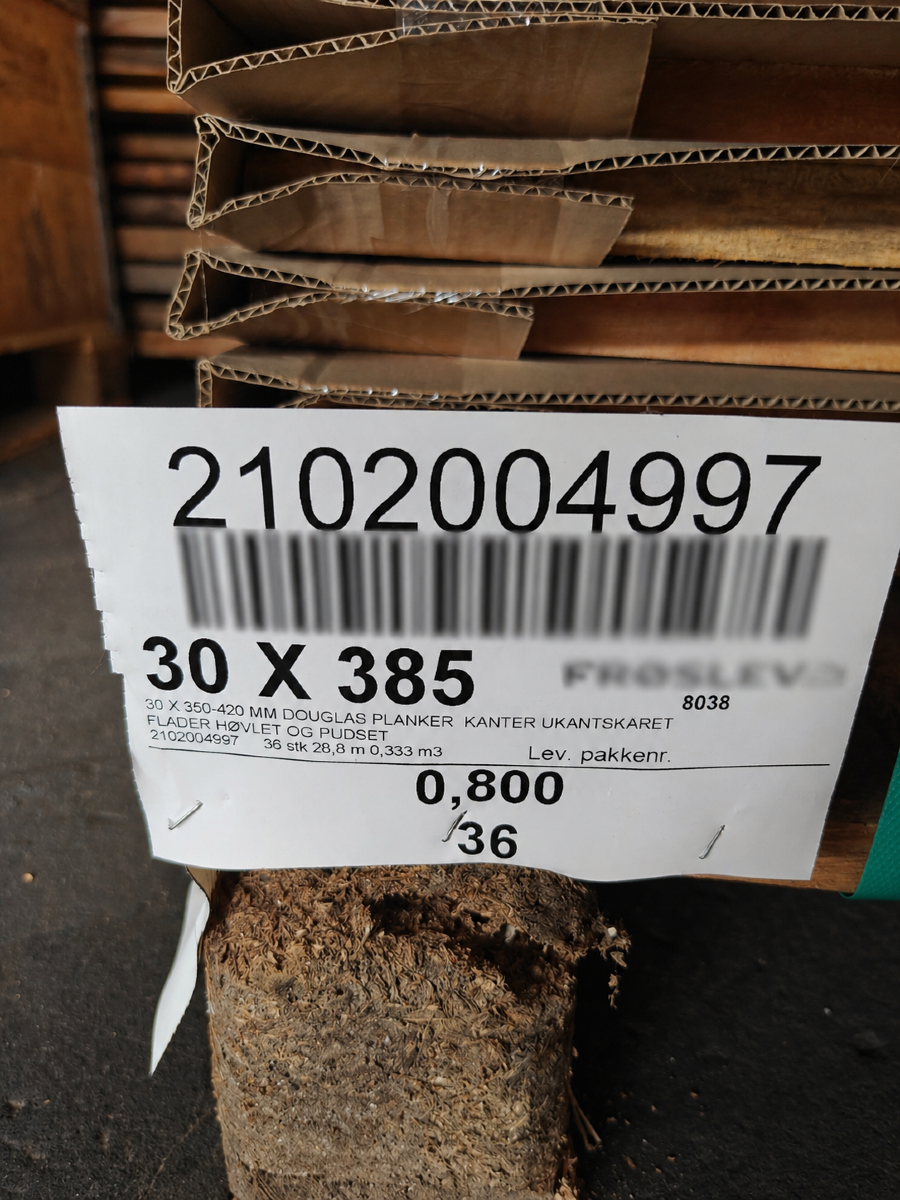 2102004997
30 X 385
FRØSLEV
8038
30 X 350-420 MM DOUGLAS PLANKER KANTER UKANTSKARET
FLADER HØVLET OG PUDSET
2102004997 36 stk 28,8 m 0,333 m3 Lev. pakkenr.
0,800
36